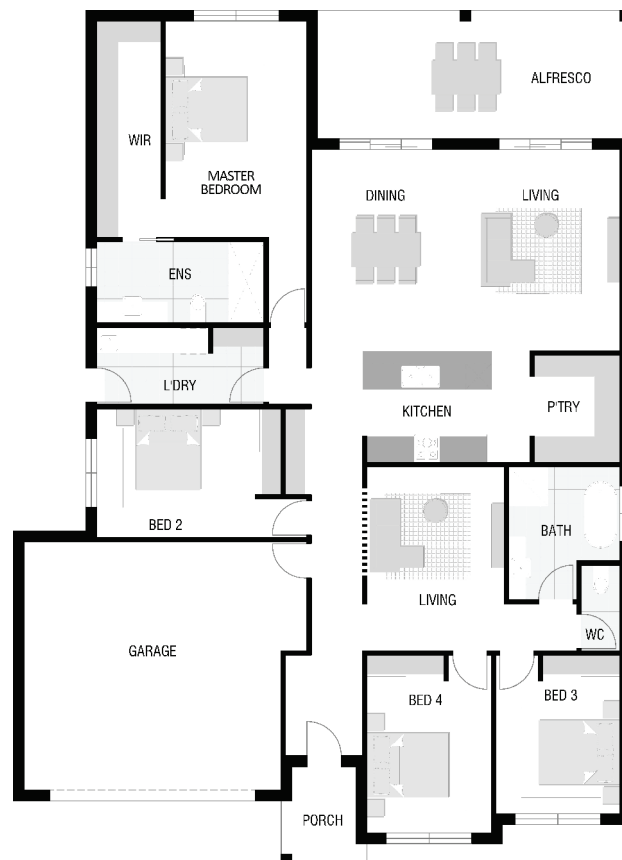 ALFRESCO
WIR
MASTER
BEDROOM
DINING
LIVING
ENS
L'DRY
KITCHEN
P'TRY
BED 2
BATH
LIVING
WC
GARAGE
BED 4
BED 3
PORCH